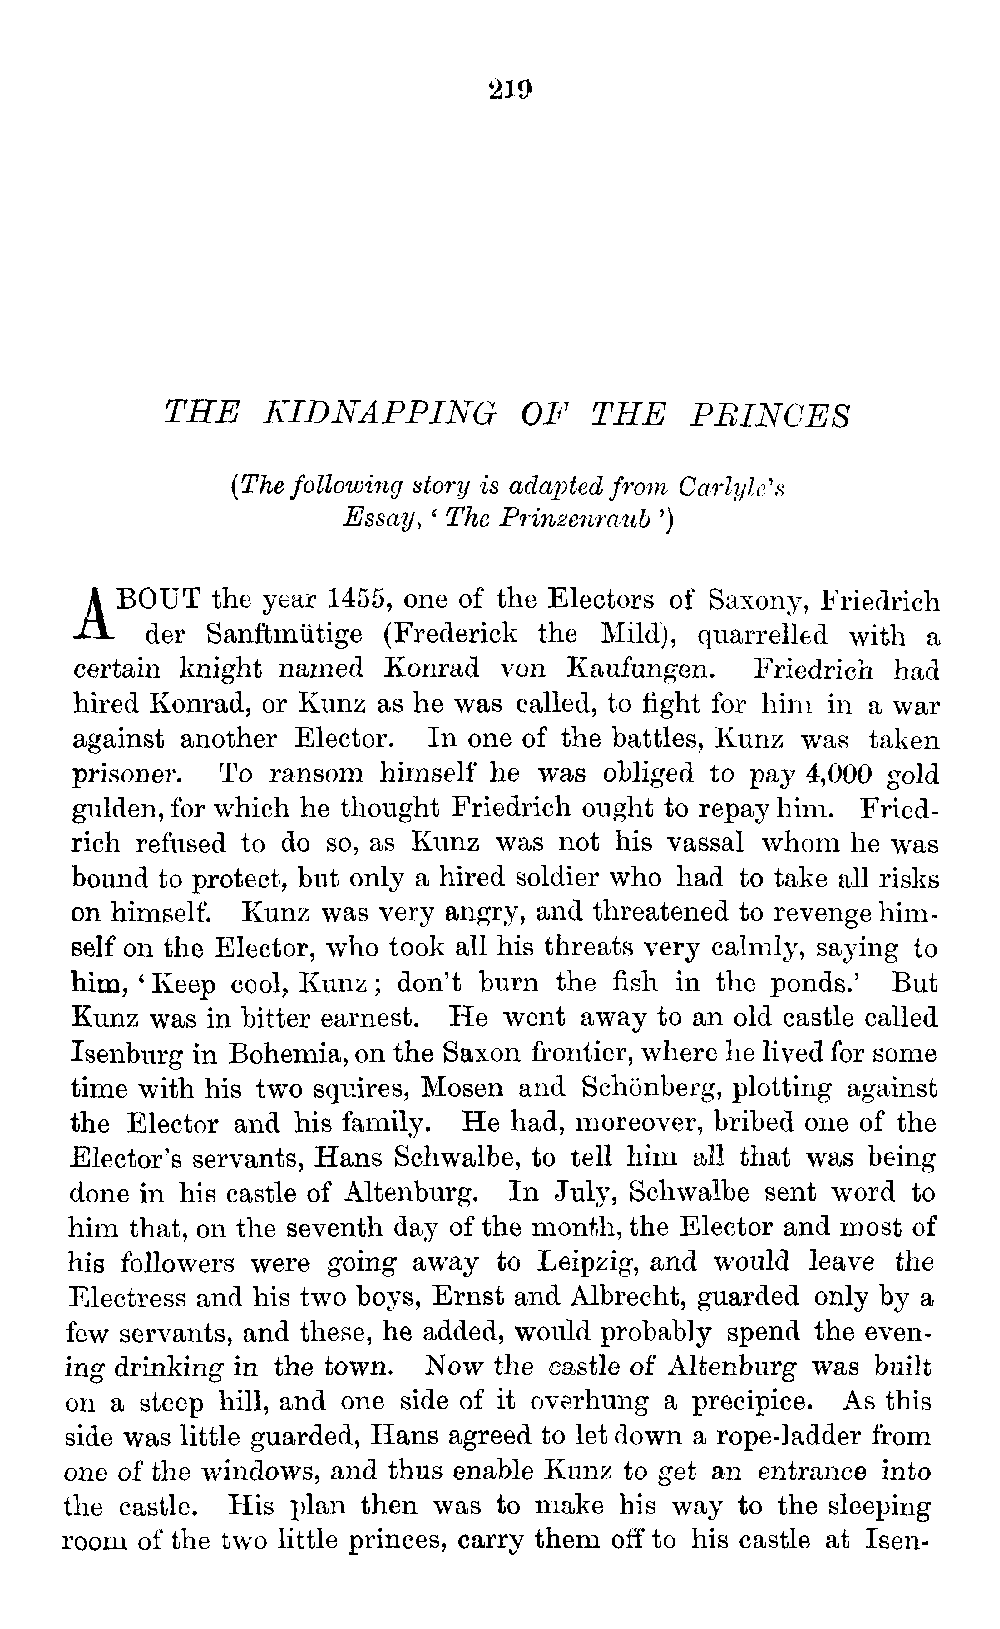 219
THE KIDNAPPING OF THE PRINCES
(The following story is adapted from Carlyle's
Essay, ‘ The Prinzenraub ’)
ABOUT the year 1455, one of the Electors of Saxony, Friedrich
der Sanftmütige (Frederick the Mild), quarrelled with a
certain knight named Konrad von Kaufungen. Friedrich had
hired Konrad, or Kunz as he was called, to fight for him in a war
against another Elector. In one of the battles, Kunz was taken
prisoner. To ransom himself he was obliged to pay 4,000 gold
gulden, for which he thought Friedrich ought to repay him. Fried-
rich refused to do so, as Kunz was not his vassal whom he was
bound to protect, but only a hired soldier who had to take all risks
on himself. Kunz was very angry, and threatened to revenge him-
self on the Elector, who took all his threats very calmly, saying to
him, ‘ Keep cool, Kunz; don't burn the fish in the ponds.’ But
Kunz was in bitter earnest. He went away to an old castle called
Isenburg in Bohemia, on the Saxon frontier, where he lived for some
time with his two squires, Mosen and Schönberg, plotting against
the Elector and his family. He had, moreover, bribed one of the
Elector's servants, Hans Schwalbe, to tell him all that was being
done in his castle of Altenburg. In July, Schwalbe sent word to
him that, on the seventh day of the month, the Elector and most of
his followers were going away to Leipzig, and would leave the
Electress and his two boys, Ernst and Albrecht, guarded only by a
few servants, and these, he added, would probably spend the even-
ing drinking in the town. Now the castle of Altenburg was built
on a steep hill, and one side of it overhung a precipice. As this
side was little guarded, Hans agreed to let down a rope-ladder from
one of the windows, and thus enable Kunz to get an entrance into
the castle. His plan then was to make his way to the sleeping
room of the two little princes, carry them off to his castle at Isen-